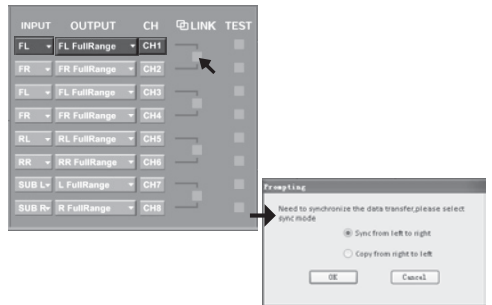 INPUT OUTPUT CH LINK TEST
FL FL FullRange CH1
FR FR FullRange CH2
FL FL FullRange CH3
FR FR FullRange CH4
RL RL FullRange CH5
RR RR FullRange CH6
SUB L L FullRange CH7
SUB R R FullRange CH8
Prompting
Need to synchronize the data transfer,please select
sync mode
Sync from left to right
Copy from right to left
OK Cancel